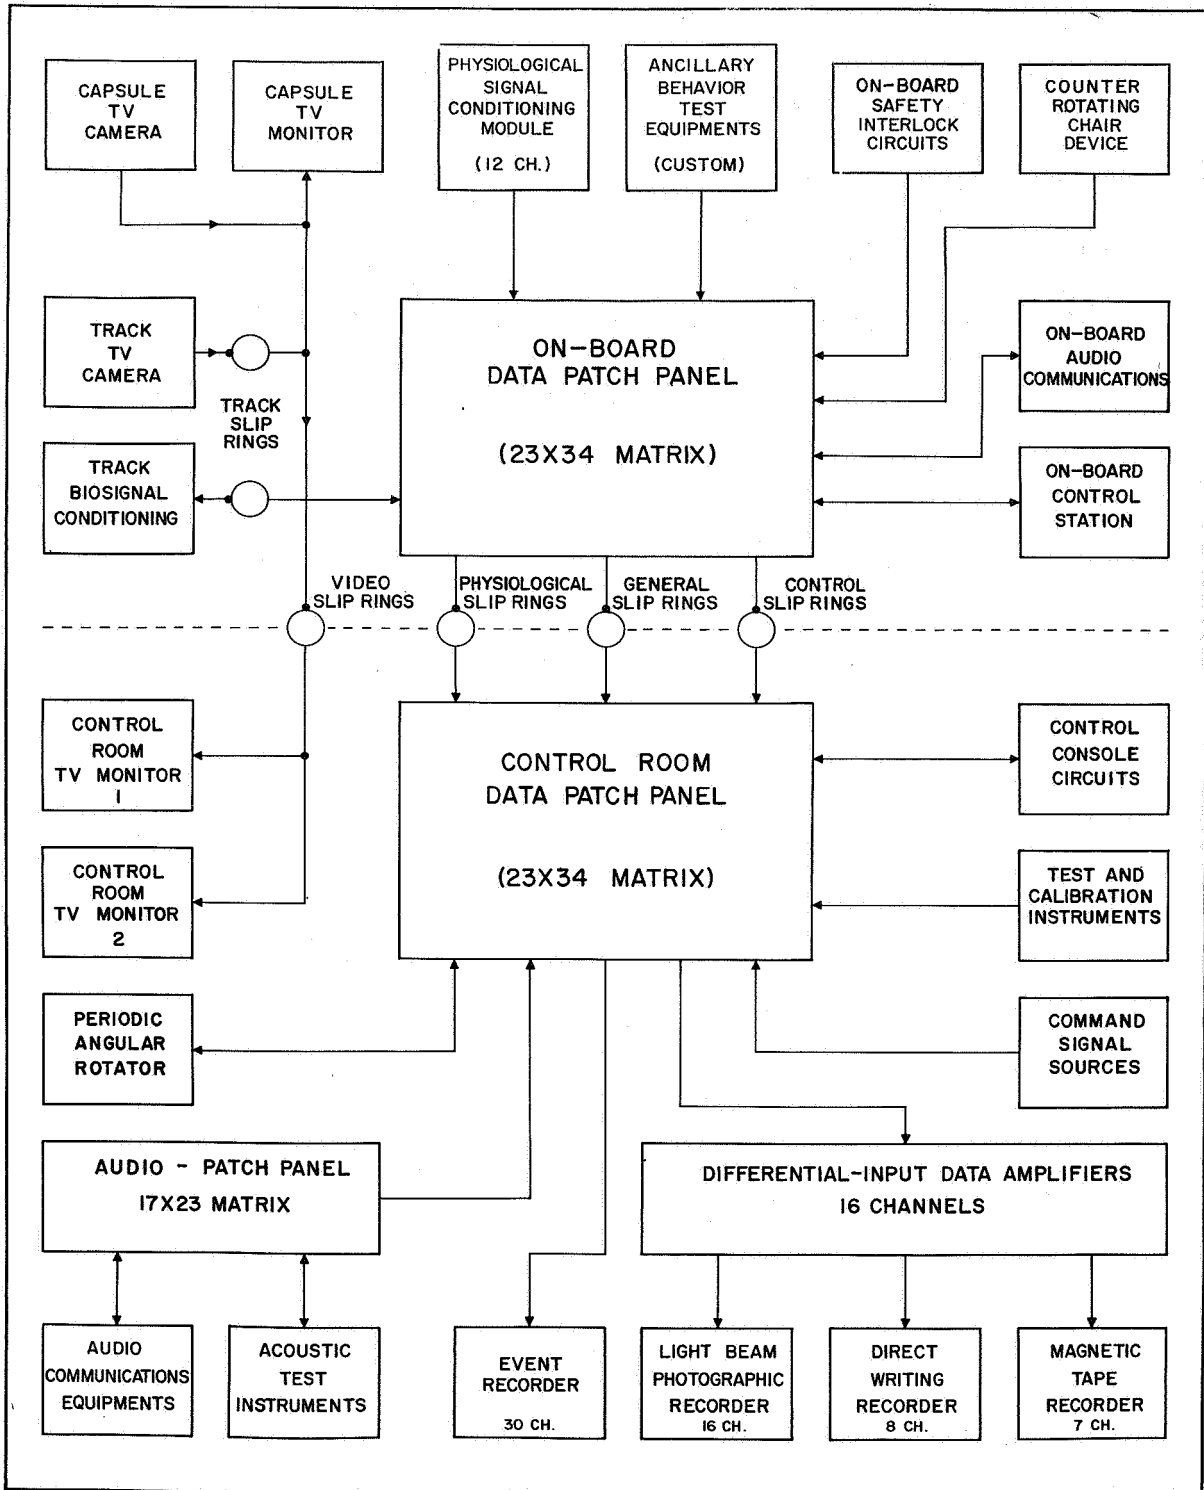 CAPSULE
TV
CAMERA
CAPSULE
TV
MONITOR
PHYSIOLOGICAL
SIGNAL
CONDITIONING
MODULE
(12 CH.)
ANCILLARY
BEHAVIOR
TEST
EQUIPMENTS
(CUSTOM)
ON-BOARD
SAFETY
INTERLOCK
CIRCUITS
COUNTER
ROTATING
CHAIR
DEVICE
TRACK
TV
CAMERA
TRACK
SLIP
RINGS
ON-BOARD
DATA PATCH PANEL
(23X34 MATRIX)
ON-BOARD
AUDIO
COMMUNICATIONS
TRACK
BIOSIGNAL
CONDITIONING
ON-BOARD
CONTROL
STATION
VIDEO
SLIP RINGS
PHYSIOLOGICAL
SLIP RINGS
GENERAL
SLIP RINGS
CONTROL
SLIP RINGS
CONTROL
ROOM
TV MONITOR
1
CONTROL ROOM
DATA PATCH PANEL
(23X34 MATRIX)
CONTROL
CONSOLE
CIRCUITS
CONTROL
ROOM
TV MONITOR
2
TEST AND
CALIBRATION
INSTRUMENTS
PERIODIC
ANGULAR
ROTATOR
COMMAND
SIGNAL
SOURCES
AUDIO - PATCH PANEL
17X23 MATRIX
DIFFERENTIAL-INPUT DATA AMPLIFIERS
16 CHANNELS
AUDIO
COMMUNICATIONS
EQUIPMENTS
ACOUSTIC
TEST
INSTRUMENTS
EVENT
RECORDER
30 CH.
LIGHT BEAM
PHOTOGRAPHIC
RECORDER
16 CH.
DIRECT
WRITING
RECORDER
8 CH.
MAGNETIC
TAPE
RECORDER
7 CH.